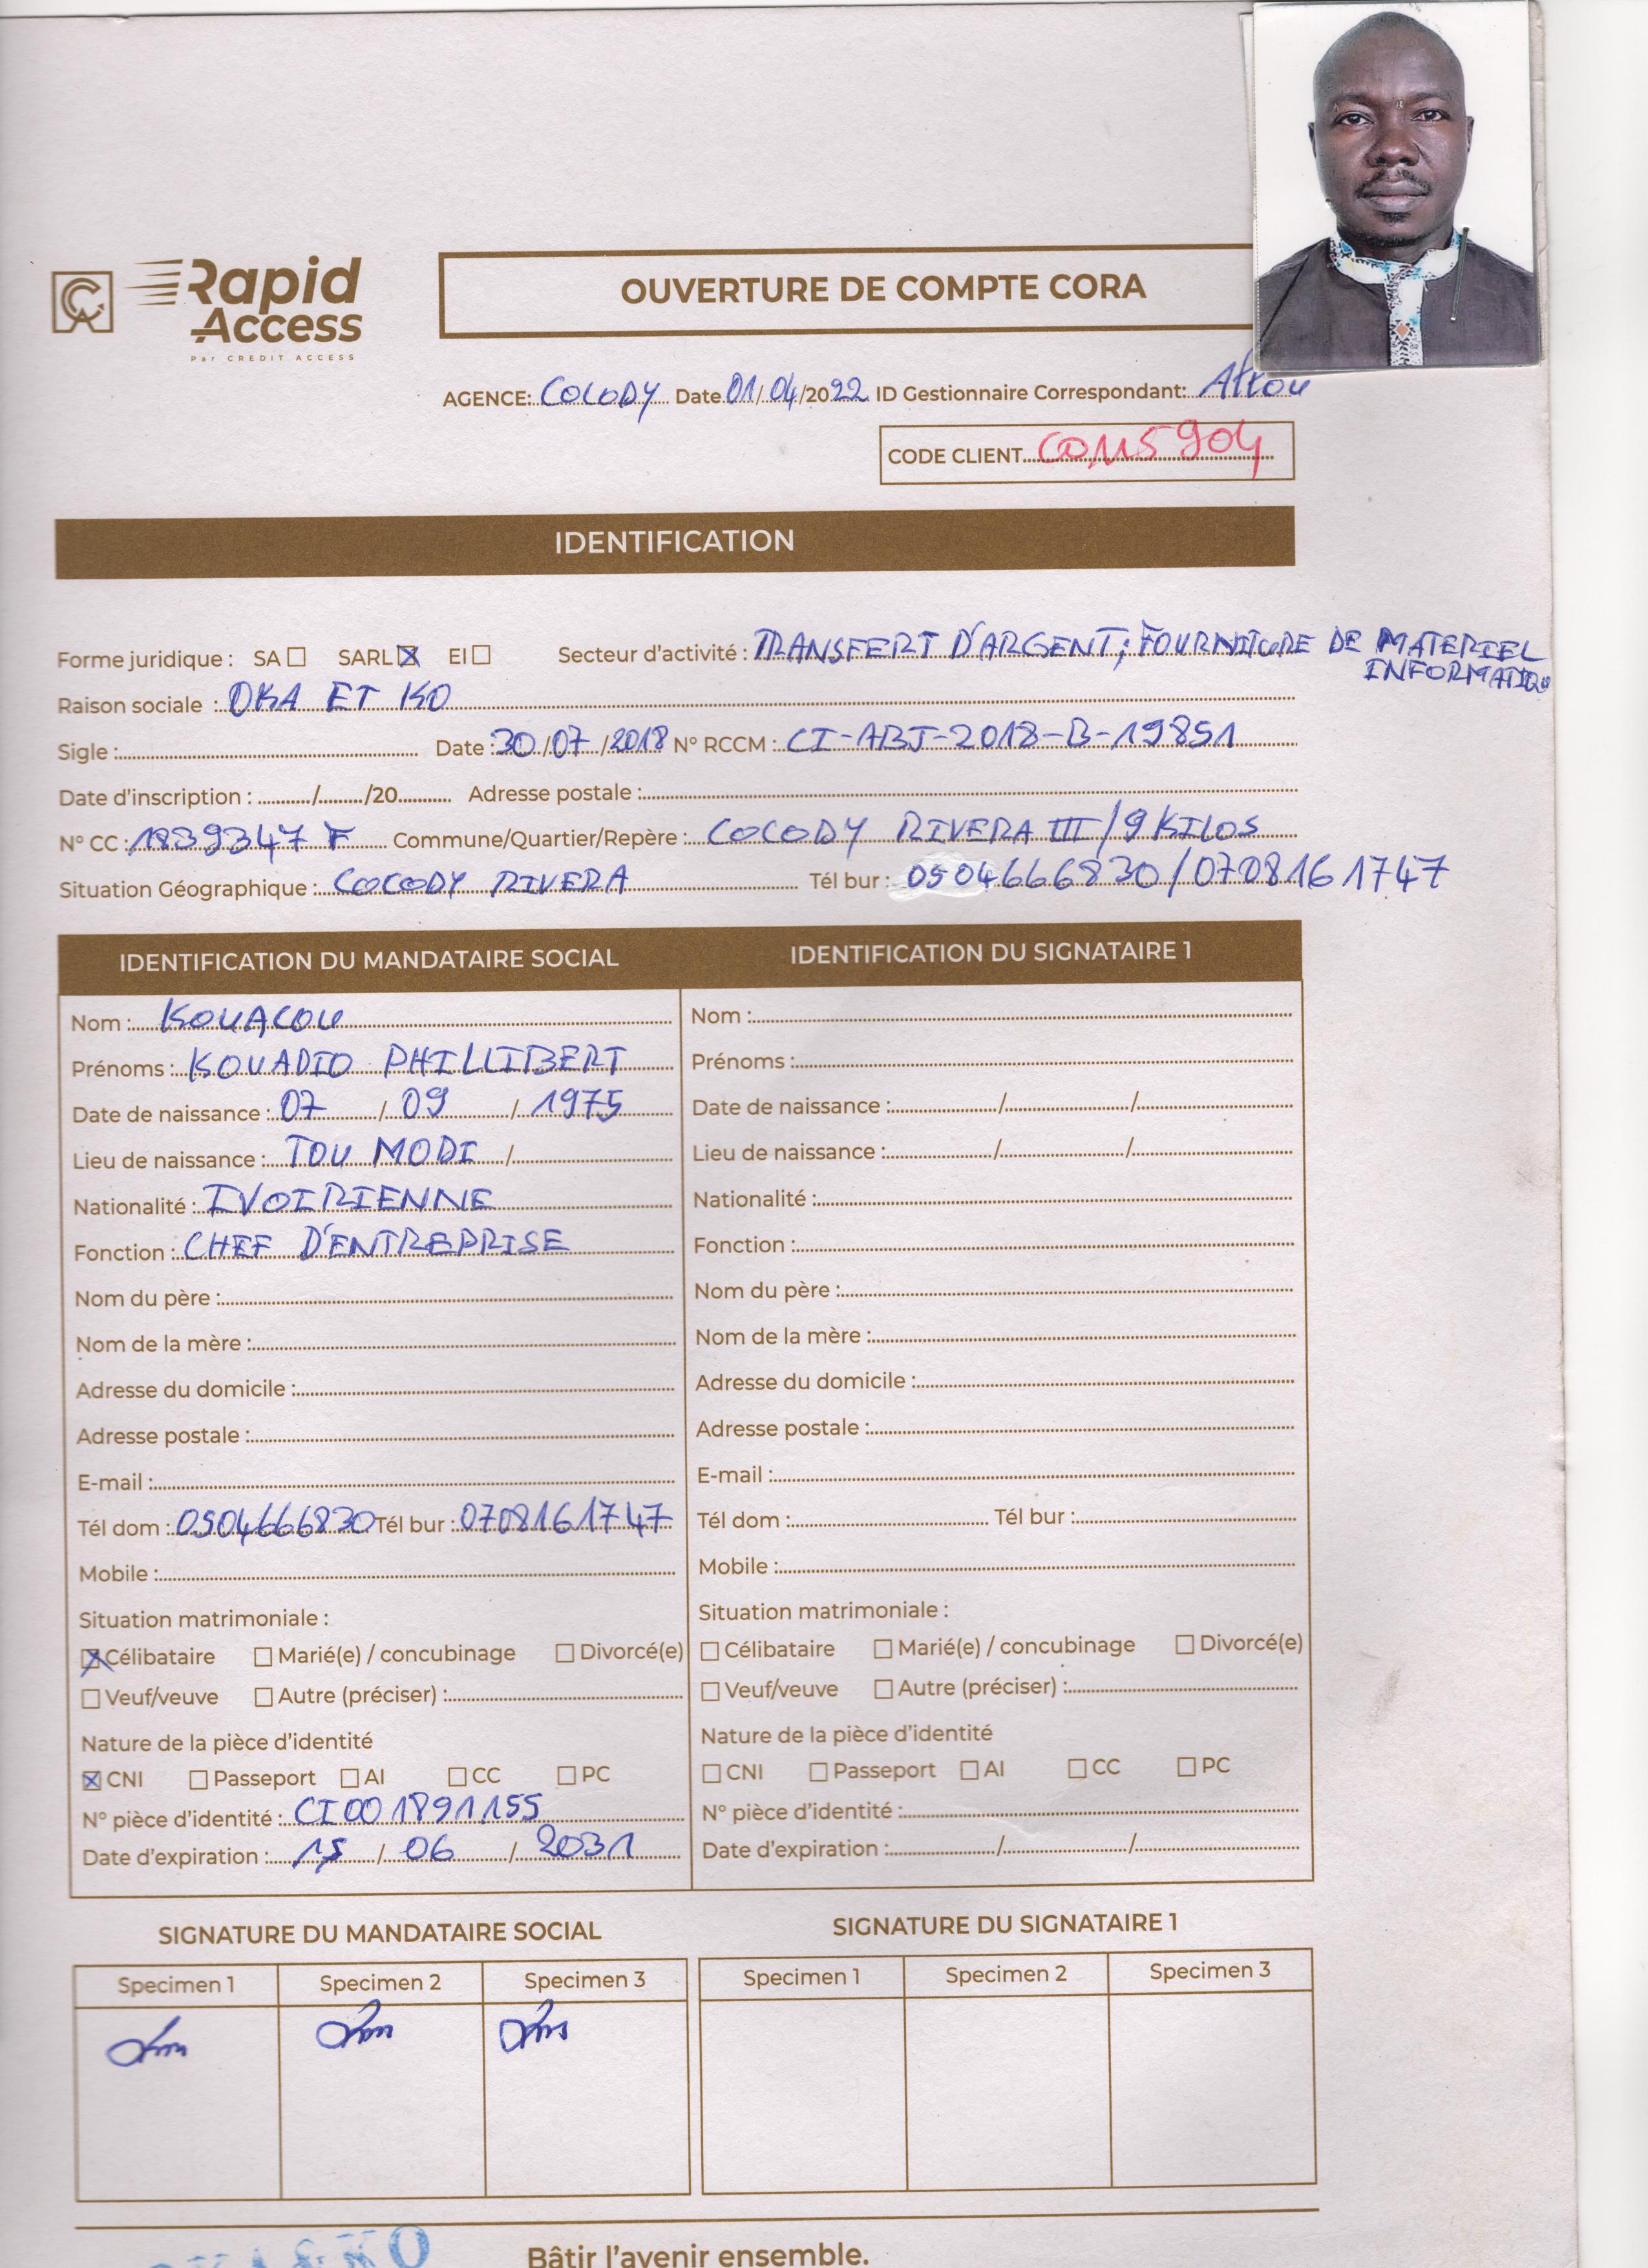 Rapid
Access
Par CREDIT ACCESS
OUVERTURE DE COMPTE CORA
AGENCE: COCODY Date 01/04/2022 ID Gestionnaire Correspondant:
CODE CLIENT
IDENTIFICATION
Forme juridique : SA ☐ SARL ☒ EI ☐ Secteur d'activité : TRANSFERT D'ARGENT; FOURNITURE DE MATERIEL
INFORMATIQU
Raison sociale : OKA ET KO
Sigle : Date : 30/07/2018 N° RCCM : CI-ABJ-2018-B-19851
Date d'inscription : ........./......../20.......... Adresse postale :
N° CC : 1839347 F Commune/Quartier/Repère : COCODY RIVERA III/9 KILOS
Situation Géographique : COCODY RIVERA Tél bur : 0504666830/0708161747
IDENTIFICATION DU MANDATAIRE SOCIAL
Nom : KOUACOU
Prénoms : KOUADIO PHILLIBERT
Date de naissance : 07 / 09 / 1975
Lieu de naissance : TOUMODI /
Nationalité : IVOIRIENNE
Fonction : CHEF D'ENTREPRISE
Nom du père :
Nom de la mère :
Adresse du domicile :
Adresse postale :
E-mail :
Tél dom : 0504666830 Tél bur : 0708161747
Mobile :
Situation matrimoniale :
☒ Célibataire ☐ Marié(e) / concubinage ☐ Divorcé(e)
☐ Veuf/veuve ☐ Autre (préciser) :
Nature de la pièce d'identité
☒ CNI ☐ Passeport ☐ AI ☐ CC ☐ PC
N° pièce d'identité : CI001891155
Date d'expiration : 15 / 06 / 2031
IDENTIFICATION DU SIGNATAIRE 1
Nom :
Prénoms :
Date de naissance : / /
Lieu de naissance : / /
Nationalité :
Fonction :
Nom du père :
Nom de la mère :
Adresse du domicile :
Adresse postale :
E-mail :
Tél dom : Tél bur :
Mobile :
Situation matrimoniale :
☐ Célibataire ☐ Marié(e) / concubinage ☐ Divorcé(e)
☐ Veuf/veuve ☐ Autre (préciser) :
Nature de la pièce d'identité
☐ CNI ☐ Passeport ☐ AI ☐ CC ☐ PC
N° pièce d'identité :
Date d'expiration : / /
SIGNATURE DU MANDATAIRE SOCIAL
Specimen 1 Specimen 2 Specimen 3
SIGNATURE DU SIGNATAIRE 1
Specimen 1 Specimen 2 Specimen 3
Bâtir l'avenir ensemble.